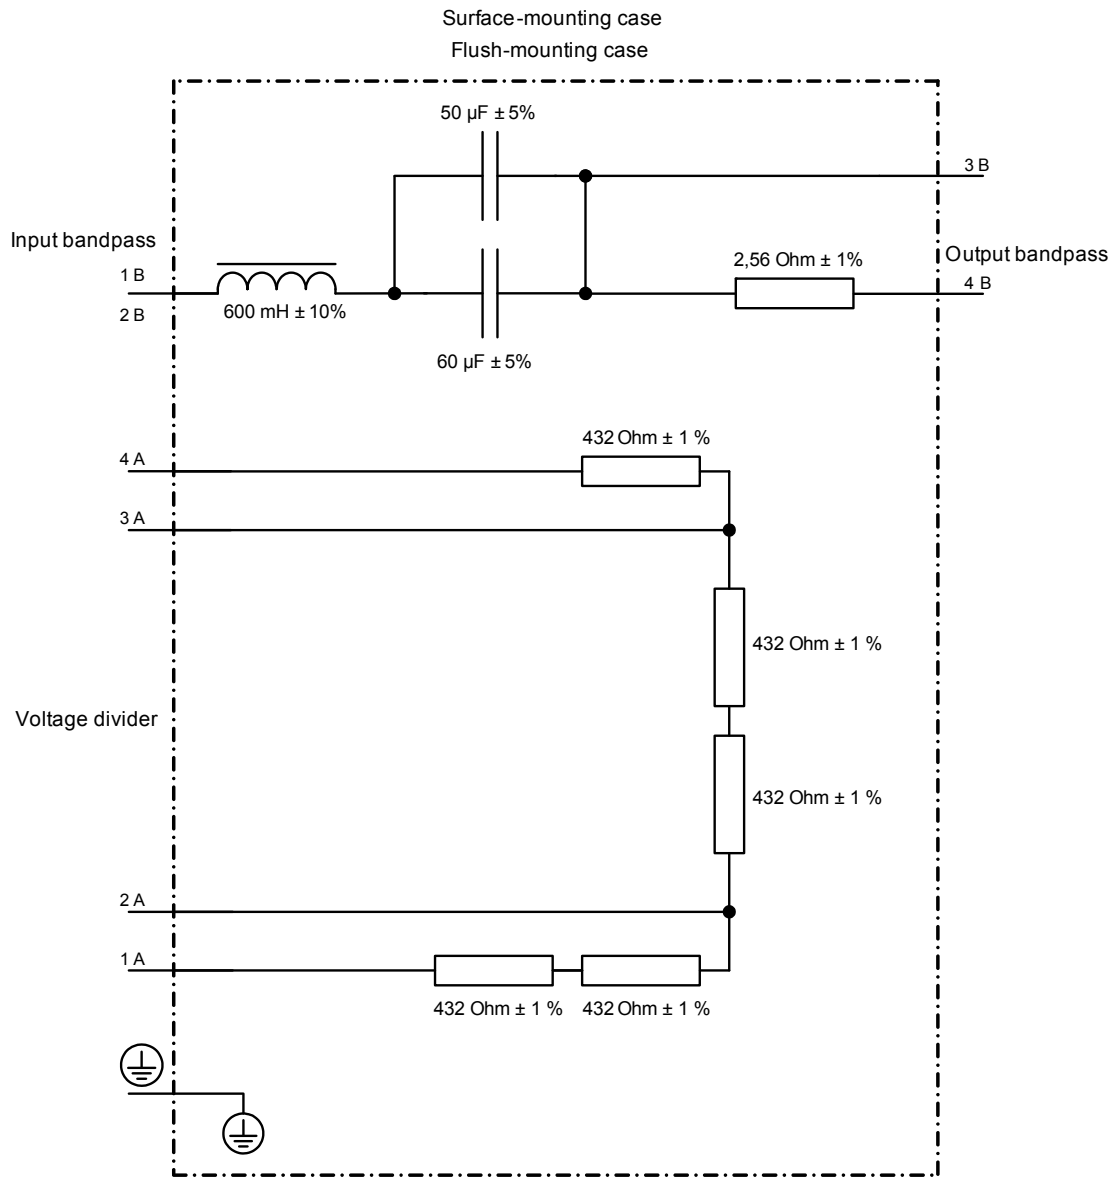 Surface-mounting case
Flush-mounting case
50 µF ± 5%
3 B
Input bandpass
2,56 Ohm ± 1%
Output bandpass
1 B
4 B
2 B
600 mH ± 10%
60 µF ± 5%
432 Ohm ± 1 %
4 A
3 A
432 Ohm ± 1 %
Voltage divider
432 Ohm ± 1 %
2 A
1 A
432 Ohm ± 1 %
432 Ohm ± 1 %